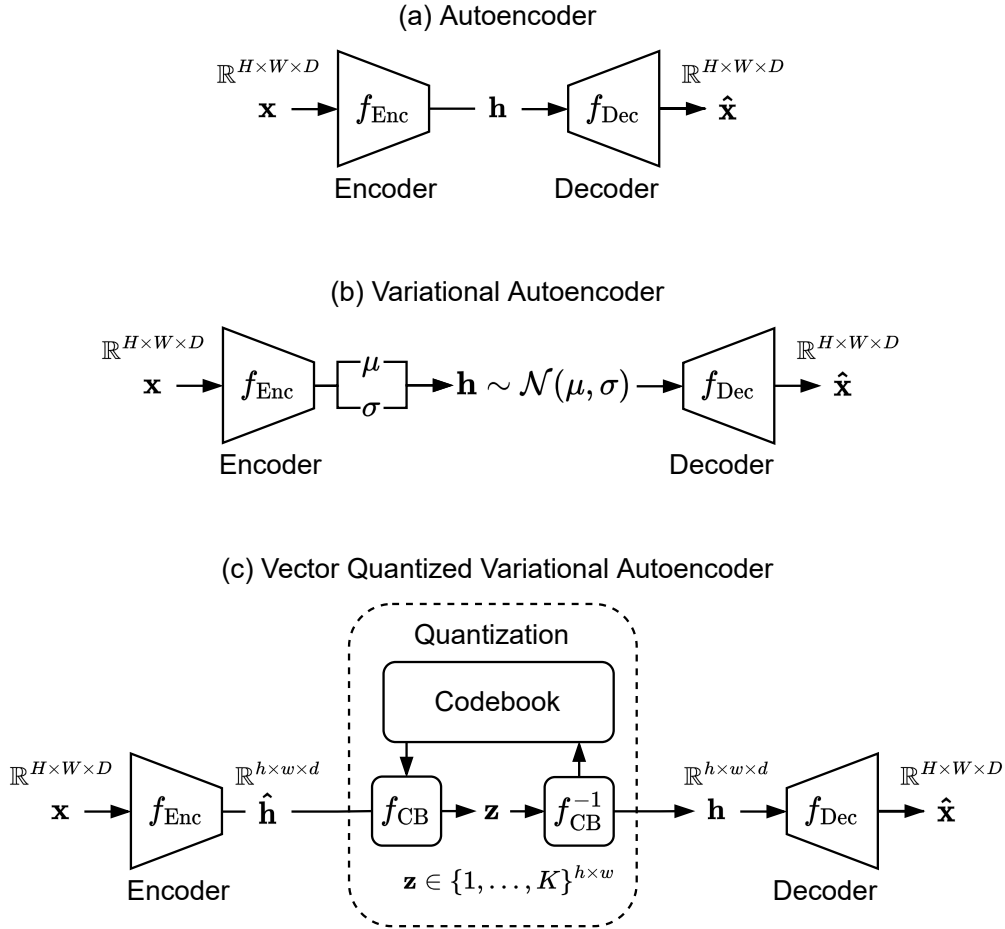 (a) Autoencoder
ℝ^{H×W×D} ℝ^{H×W×D}
x f_Enc h f_Dec x̂
Encoder Decoder
(b) Variational Autoencoder
ℝ^{H×W×D} ℝ^{H×W×D}
μ
x f_Enc h ∼ 𝒩(μ, σ) f_Dec x̂
σ
Encoder Decoder
(c) Vector Quantized Variational Autoencoder
Quantization
Codebook
ℝ^{H×W×D} ℝ^{h×w×d} ℝ^{h×w×d} ℝ^{H×W×D}
x f_Enc ĥ f_CB z f_CB^{-1} h f_Dec x̂
Encoder z ∈ {1, …, K}^{h×w} Decoder